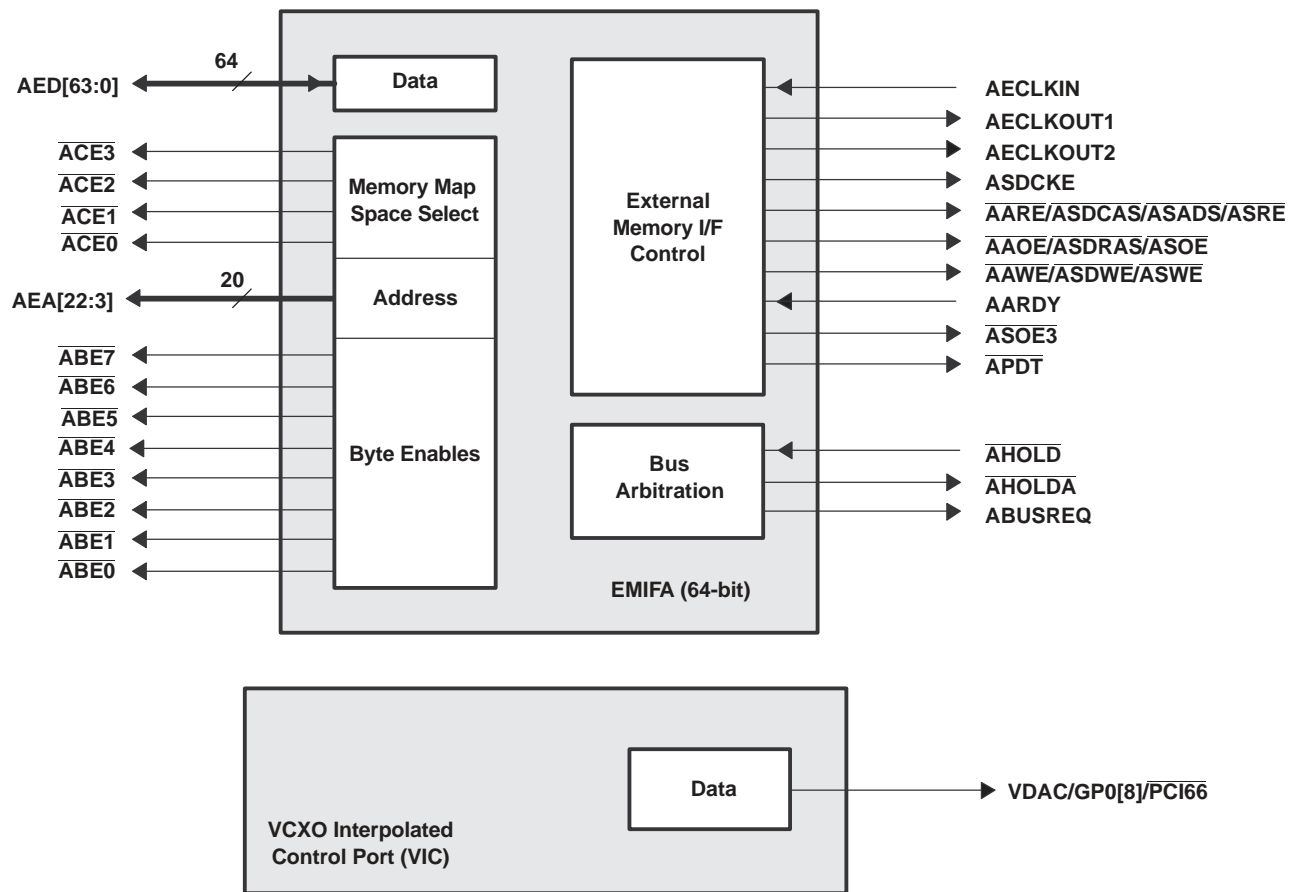 64
AED[63:0]
Data
ACE3
ACE2
ACE1
ACE0
Memory Map
Space Select
20
AEA[22:3]
Address
ABE7
ABE6
ABE5
ABE4
ABE3
ABE2
ABE1
ABE0
Byte Enables
External
Memory I/F
Control
AECLKIN
AECLKOUT1
AECLKOUT2
ASDCKE
AARE/ASDCAS/ASADS/ASRE
AAOE/ASDRAS/ASOE
AAWE/ASDWE/ASWE
AARDY
ASOE3
APDT
Bus
Arbitration
AHOLD
AHOLDA
ABUSREQ
EMIFA (64-bit)
Data
VDAC/GP0[8]/PCI66
VCXO Interpolated
Control Port (VIC)